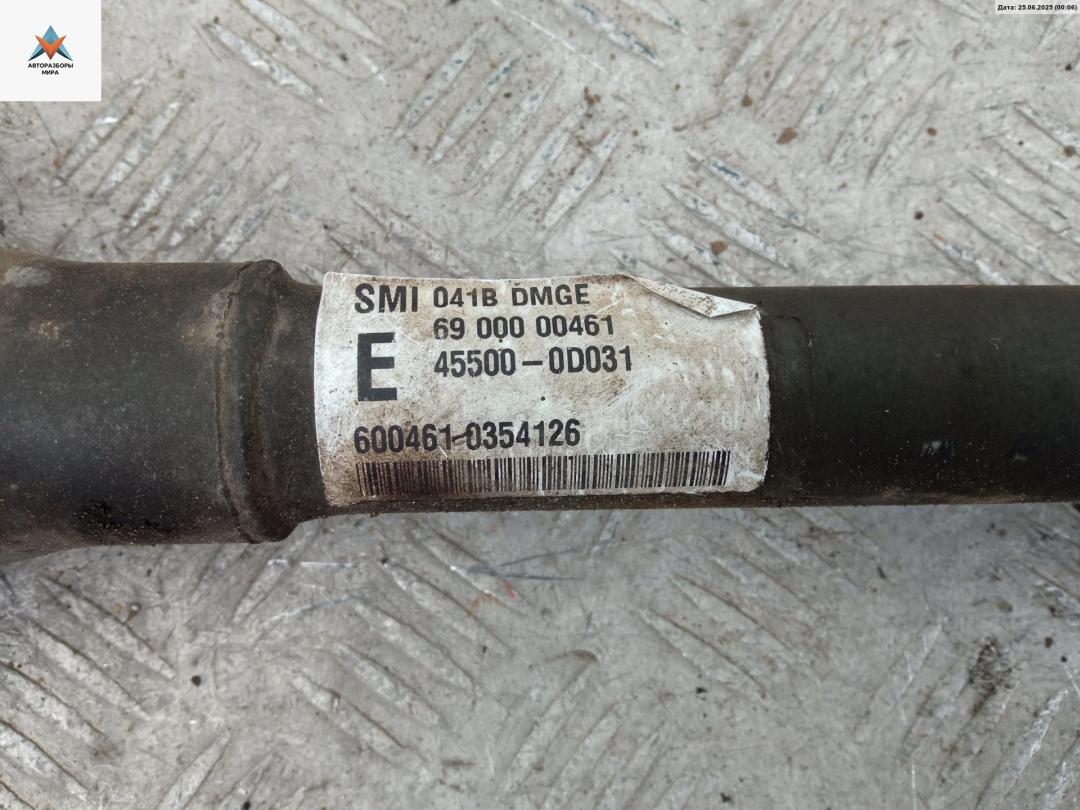 АВТОРАЗБОРЫ
МИРА
Дата: 25.06.2025 (00:06)
SMI 041B DMGE
69 000 00461
E 45500-0D031
600461-0354126